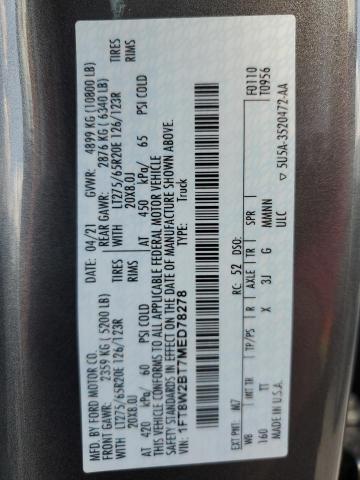 MFD. BY FORD MOTOR CO.
04/21 GVWR: 4899 KG (10800 LB)
FRONT GAWR: 2359 KG (5200 LB) REAR GAWR: 2876 KG (6340 LB)
LT275/65R20E 126/123R TIRES WITH LT275/65R20E 126/123R TIRES
20X8.0J RIMS 20X8.0J RIMS
AT 420 kPa/ 60 PSI COLD AT 450 kPa/ 65 PSI COLD
THIS VEHICLE CONFORMS TO ALL APPLICABLE FEDERAL MOTOR VEHICLE
SAFETY STANDARDS IN EFFECT ON THE DATE OF MANUFACTURE SHOWN ABOVE.
VIN: 1FT8W2BT7MED78278 TYPE: Truck
F0110
T0956
EXT PNT: M7 RC: 52 DSO:
WB INT TR TP/PS R AXLE TR SPR
160 TT X 3J G MMMNN
MADE IN U.S.A. ULC
▽ 5U5A-3520472-AA